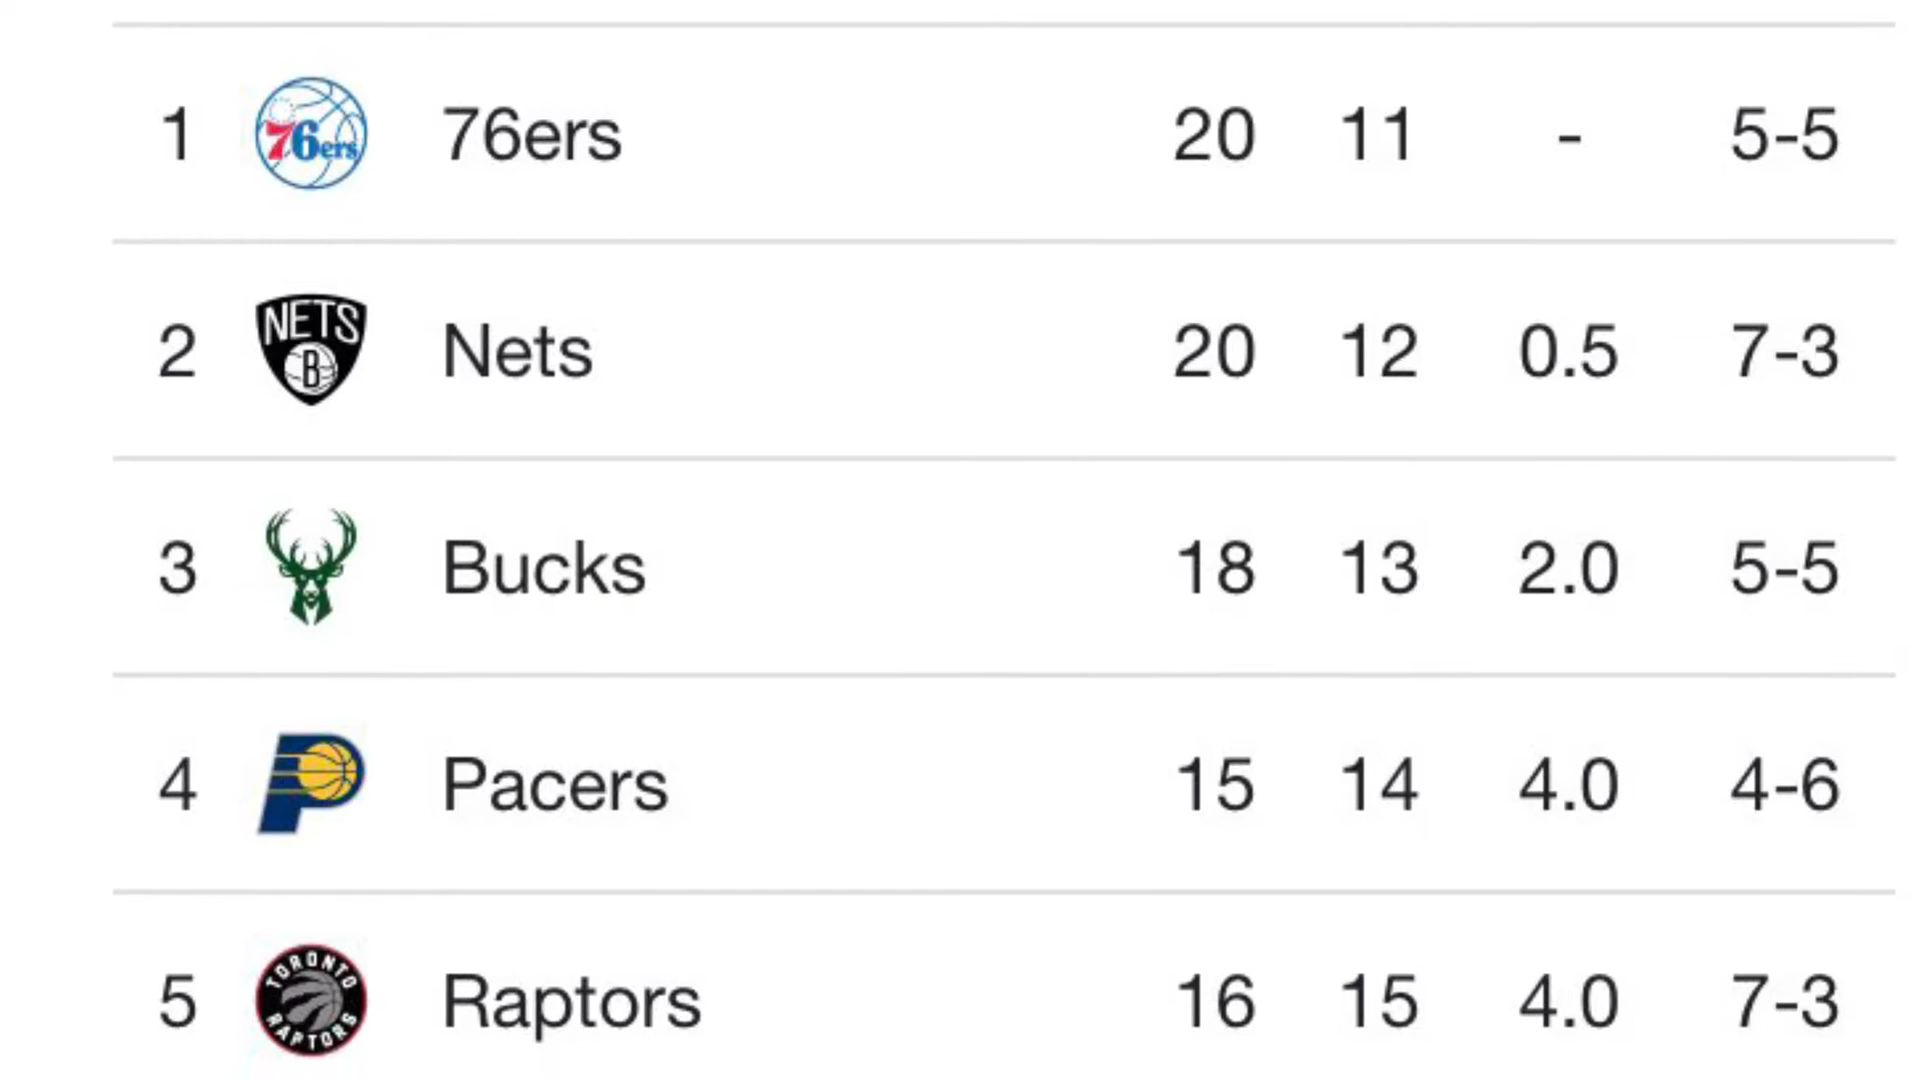 1 76ers 76ers 20 11 - 5-5
2 NETS B Nets 20 12 0.5 7-3
3 Bucks 18 13 2.0 5-5
4 Pacers 15 14 4.0 4-6
5 TORONTO RAPTORS Raptors 16 15 4.0 7-3